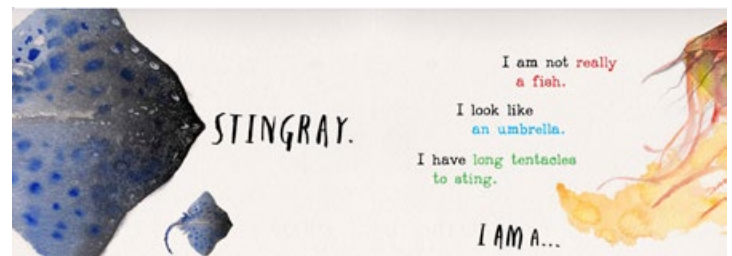 STINGRAY.
I am not really
a fish.
I look like
an umbrella.
I have long tentacles
to sting.
I AM A...